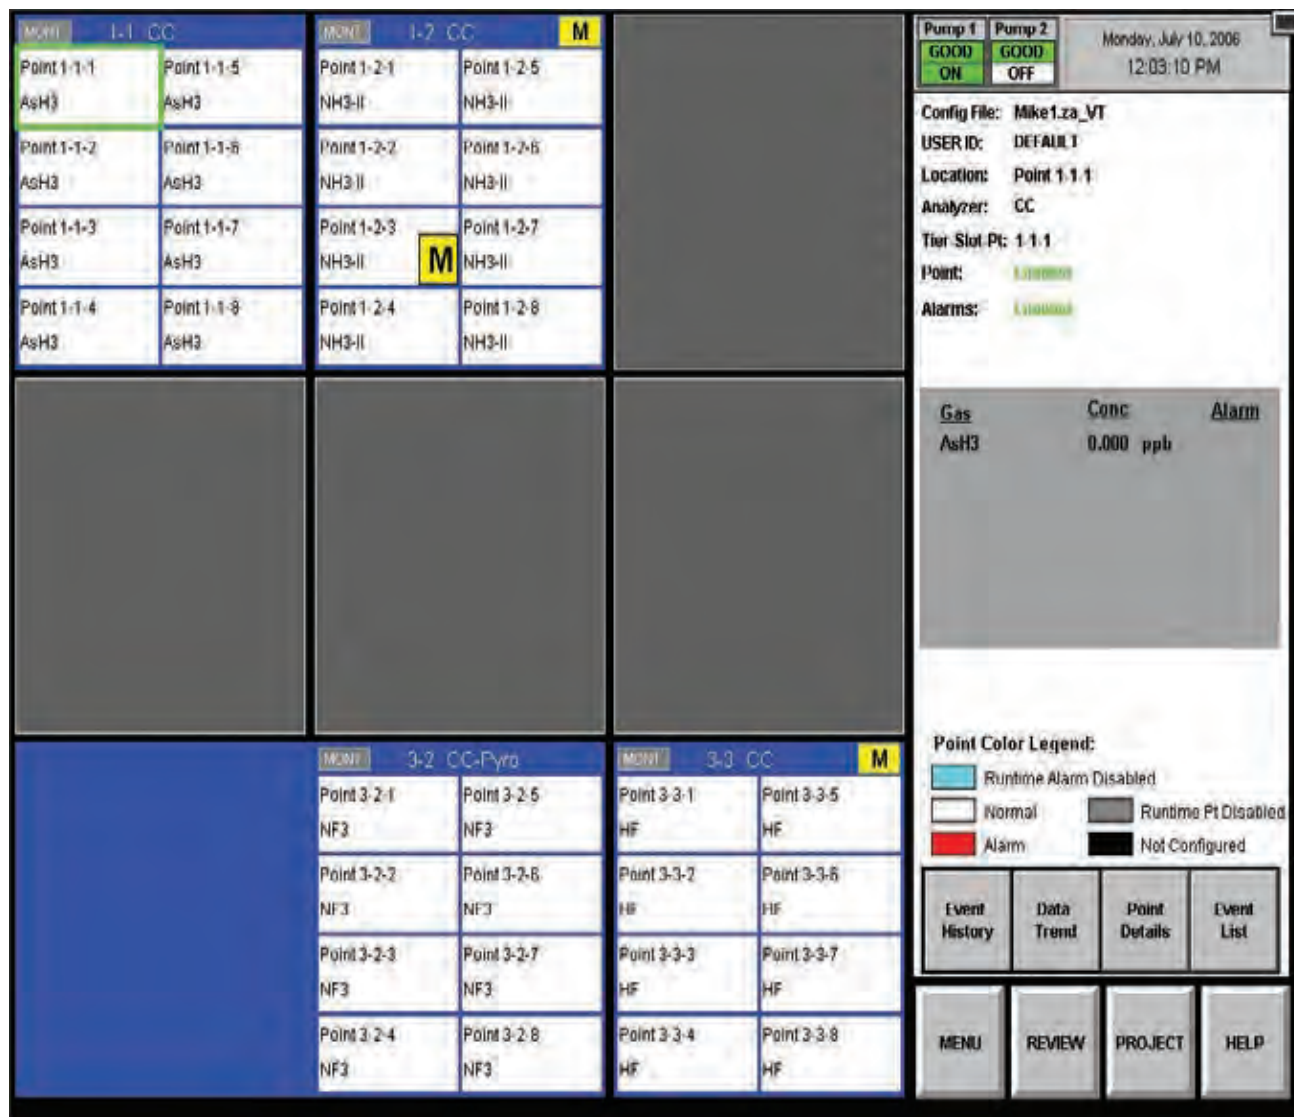 MONT 1-1 CC
Point 1-1-1 Point 1-1-5
AsH3 AsH3
Point 1-1-2 Point 1-1-6
AsH3 AsH3
Point 1-1-3 Point 1-1-7
AsH3 AsH3
Point 1-1-4 Point 1-1-8
AsH3 AsH3
MONT 1-2 CC M
Point 1-2-1 Point 1-2-5
NH3-II NH3-II
Point 1-2-2 Point 1-2-6
NH3-II NH3-II
Point 1-2-3 Point 1-2-7
NH3-II M NH3-II
Point 1-2-4 Point 1-2-8
NH3-II NH3-II
MONT 3-2 CC-Pyro
Point 3-2-1 Point 3-2-5
NF3 NF3
Point 3-2-2 Point 3-2-6
NF3 NF3
Point 3-2-3 Point 3-2-7
NF3 NF3
Point 3-2-4 Point 3-2-8
NF3 NF3
MONT 3-3 CC M
Point 3-3-1 Point 3-3-5
HF HF
Point 3-3-2 Point 3-3-6
HF HF
Point 3-3-3 Point 3-3-7
HF HF
Point 3-3-4 Point 3-3-8
HF HF
Pump 1 Pump 2
GOOD GOOD
ON OFF
Monday, July 10, 2006
12:03:10 PM
Config File: Mike1.za_VT
USER ID: DEFAULT
Location: Point 1-1-1
Analyzer: CC
Tier Slot Pt: 1-1-1
Point: Enabled
Alarms: Enabled
Gas Conc Alarm
AsH3 0.000 ppb
Point Color Legend:
Runtime Alarm Disabled
Normal Runtime Pt Disabled
Alarm Not Configured
Event History
Data Trend
Point Details
Event List
MENU REVIEW PROJECT HELP